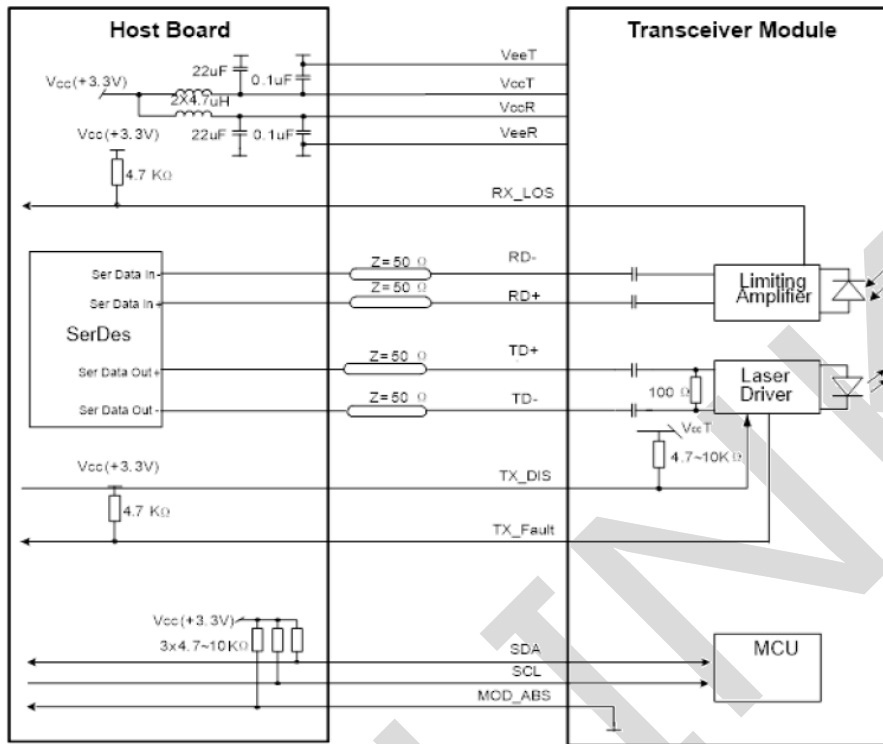 Host Board
Transceiver Module
VeeT
22uF
0.1uF
Vcc(+3.3V)
VccT
2X4.7uH
VccR
Vcc(+3.3V)
22uF
0.1uF
VeeR
4.7 KΩ
RX_LOS
Z=50 Ω
RD-
Ser Data In-
Limiting
Amplifier
Z=50 Ω
RD+
Ser Data In+
SerDes
Z=50 Ω
TD+
Ser Data Out+
Laser
Driver
100 Ω
Z=50 Ω
TD-
Ser Data Out-
VccT
4.7~10KΩ
Vcc(+3.3V)
TX_DIS
4.7 KΩ
TX_Fault
Vcc(+3.3V)
3x4.7~10KΩ
SDA
MCU
SCL
MOD_ABS